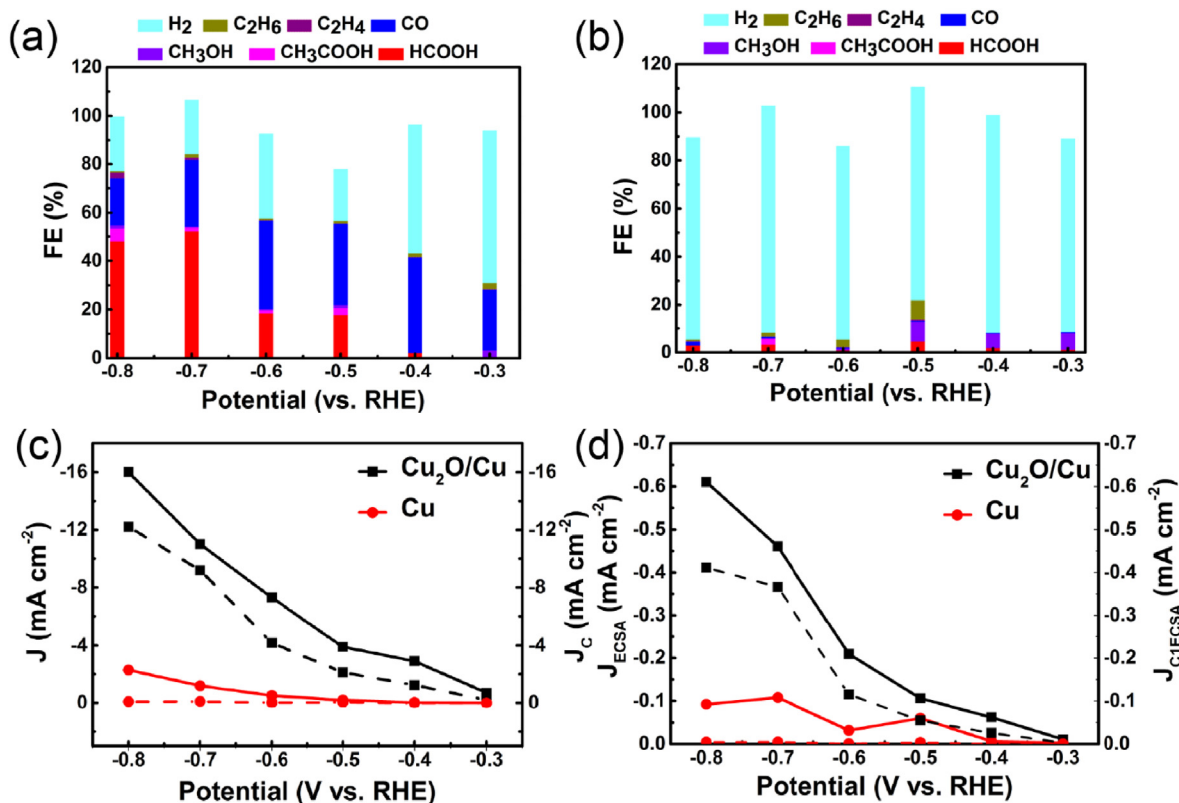 (a)
H2 C2H6 C2H4 CO
CH3OH CH3COOH HCOOH
120
100
80
60
40
20
0
FE (%)
-0.8 -0.7 -0.6 -0.5 -0.4 -0.3
Potential (vs. RHE)
(b)
H2 C2H6 C2H4 CO
CH3OH CH3COOH HCOOH
120
100
80
60
40
20
0
FE (%)
-0.8 -0.7 -0.6 -0.5 -0.4 -0.3
Potential (vs. RHE)
(c)
Cu2O/Cu
Cu
-16
-12
-8
-4
0
J (mA cm-2)
-16
-12
-8
-4
0
JC (mA cm-2)
-0.8 -0.7 -0.6 -0.5 -0.4 -0.3
Potential (V vs. RHE)
(d)
Cu2O/Cu
Cu
-0.7
-0.6
-0.5
-0.4
-0.3
-0.2
-0.1
0.0
JECSA (mA cm-2)
-0.7
-0.6
-0.5
-0.4
-0.3
-0.2
-0.1
0.0
JC1ECSA (mA cm-2)
-0.8 -0.7 -0.6 -0.5 -0.4 -0.3
Potential (V vs. RHE)